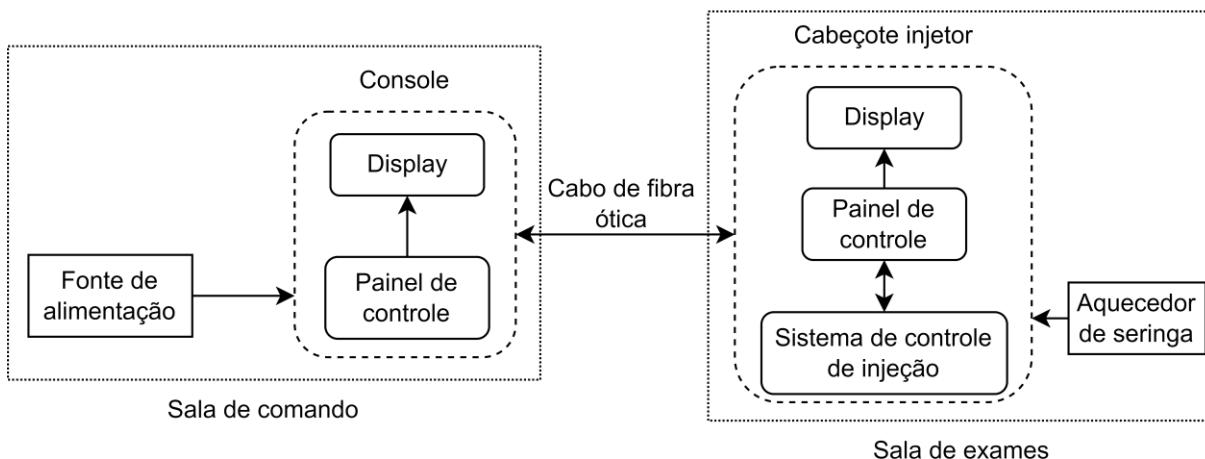 Console
Display
Painel de
controle
Fonte de
alimentação
Sala de comando
Cabo de fibra
ótica
Cabeçote injetor
Display
Painel de
controle
Sistema de controle
de injeção
Aquecedor
de seringa
Sala de exames